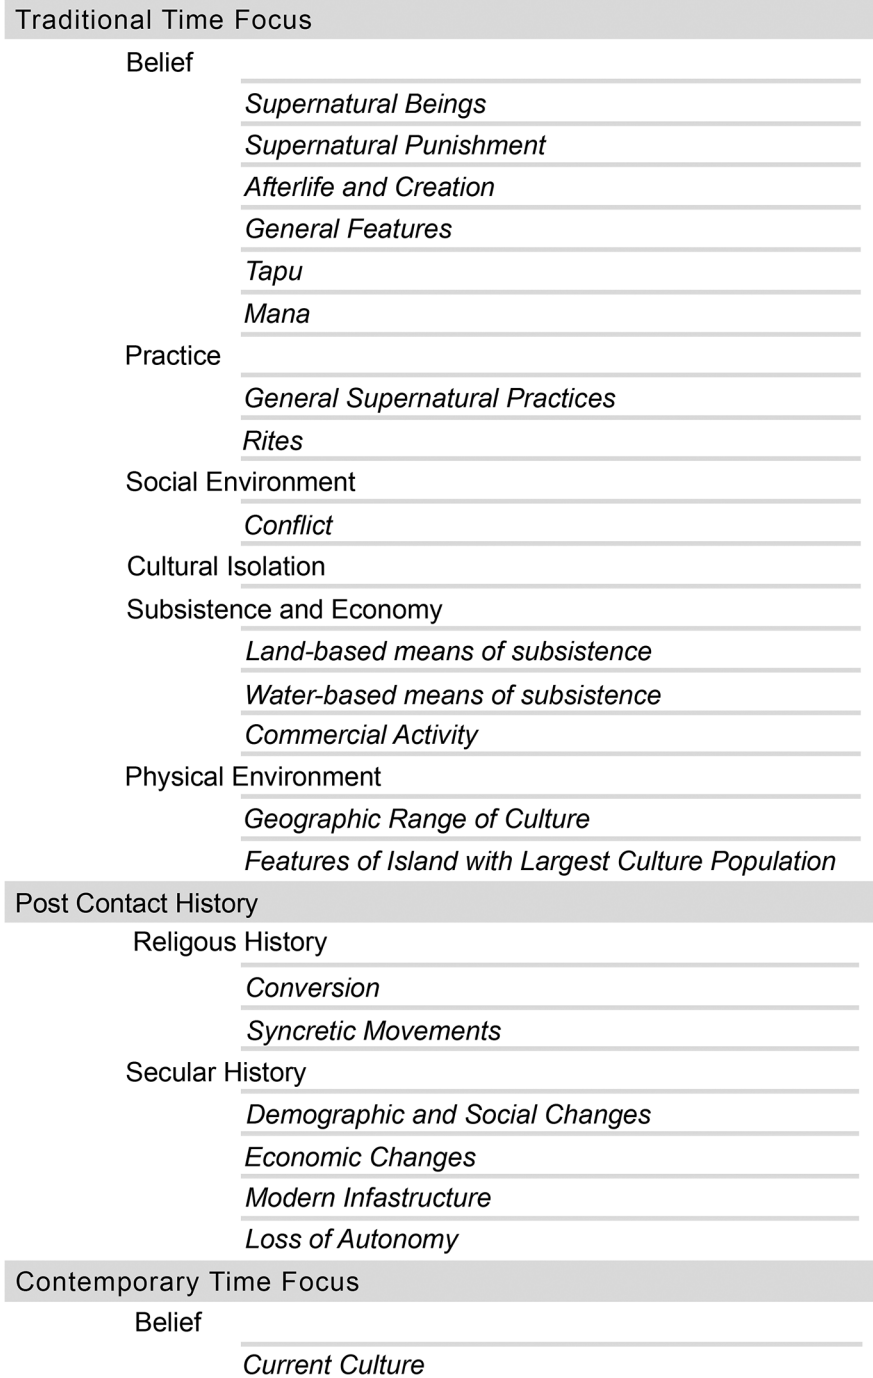 Traditional Time Focus
Belief
Supernatural Beings
Supernatural Punishment
Afterlife and Creation
General Features
Tapu
Mana
Practice
General Supernatural Practices
Rites
Social Environment
Conflict
Cultural Isolation
Subsistence and Economy
Land-based means of subsistence
Water-based means of subsistence
Commercial Activity
Physical Environment
Geographic Range of Culture
Features of Island with Largest Culture Population
Post Contact History
Religous History
Conversion
Syncretic Movements
Secular History
Demographic and Social Changes
Economic Changes
Modern Infastructure
Loss of Autonomy
Contemporary Time Focus
Belief
Current Culture